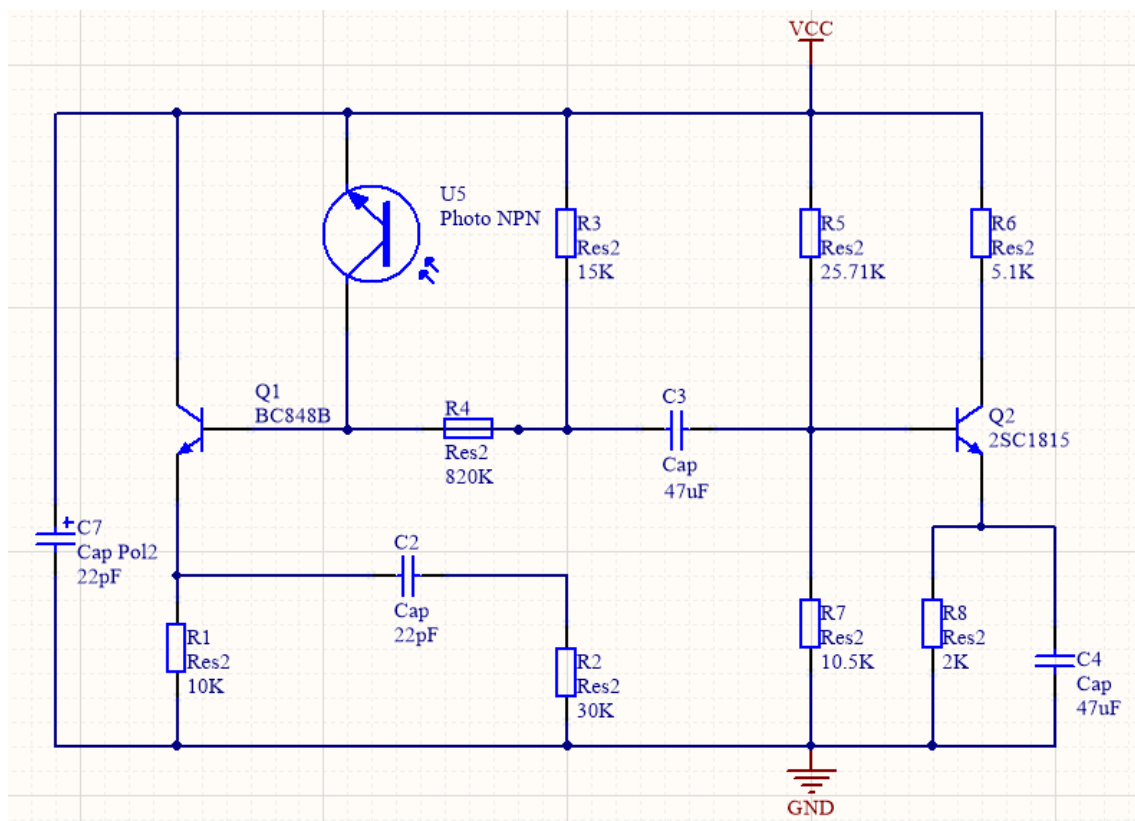 VCC
U5
Photo NPN
R3
Res2
15K
R5
Res2
25.71K
R6
Res2
5.1K
Q1
BC848B
R4
Res2
820K
C3
Cap
47uF
Q2
2SC1815
C7
Cap Pol2
22pF
C2
Cap
22pF
R1
Res2
10K
R2
Res2
30K
R7
Res2
10.5K
R8
Res2
2K
C4
Cap
47uF
GND